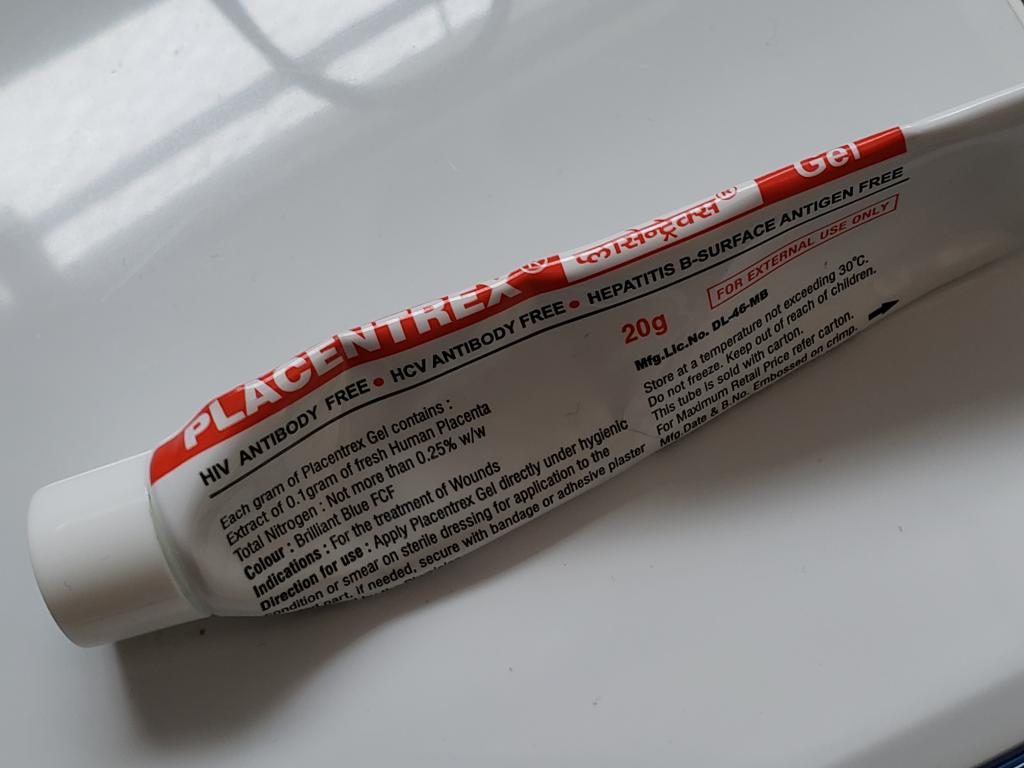 PLACENTREX® प्लासेन्ट्रेक्स® Gel
HIV ANTIBODY FREE • HCV ANTIBODY FREE • HEPATITIS B-SURFACE ANTIGEN FREE
Each gram of Placentrex Gel contains :
Extract of 0.1gram of fresh Human Placenta
Total Nitrogen : Not more than 0.25% w/w
Colour : Brilliant Blue FCF
Indications : For the treatment of Wounds
Direction for use : Apply Placentrex Gel directly under hygienic
condition or smear on sterile dressing for application to the
part, if needed, secure with bandage or adhesive plaster
20g
FOR EXTERNAL USE ONLY
Mfg.Lic.No. DL-46-MB
Store at a temperature not exceeding 30°C.
Do not freeze. Keep out of reach of children.
This tube is sold with carton.
For Maximum Retail Price refer carton.
Mfg.Date & B.No. Embossed on crimp.